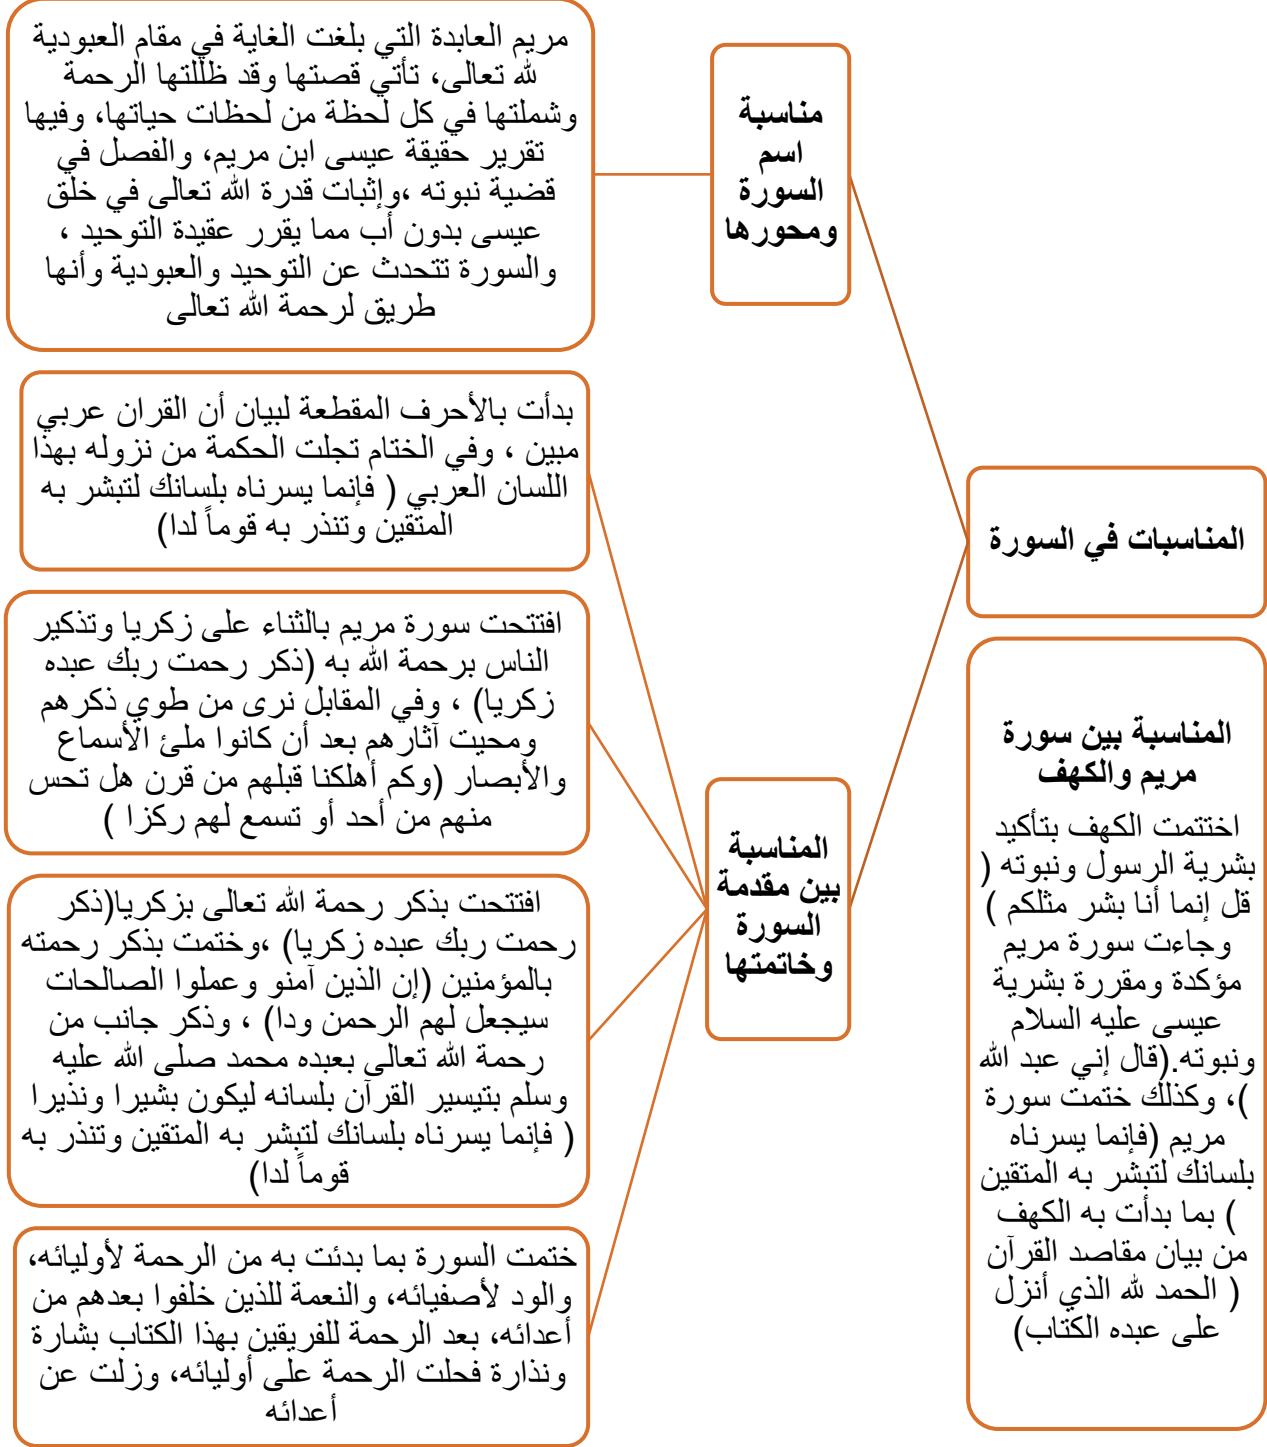 المناسبات في السورة
مناسبة
اسم
السورة
ومحورها
مريم العابدة التي بلغت الغاية في مقام العبودية
لله تعالى، تأتي قصتها وقد ظللتها الرحمة
وشملتها في كل لحظة من لحظات حياتها، وفيها
تقرير حقيقة عيسى ابن مريم، والفصل في
قضية نبوته ،وإثبات قدرة الله تعالى في خلق
عيسى بدون أب مما يقرر عقيدة التوحيد ،
والسورة تتحدث عن التوحيد والعبودية وأنها
طريق لرحمة الله تعالى
المناسبة
بين مقدمة
السورة
وخاتمتها
بدأت بالأحرف المقطعة لبيان أن القران عربي
مبين ، وفي الختام تجلت الحكمة من نزوله بهذا
اللسان العربي ( فإنما يسرناه بلسانك لتبشر به
المتقين وتنذر به قوماً لدا)
افتتحت سورة مريم بالثناء على زكريا وتذكير
الناس برحمة الله به (ذكر رحمت ربك عبده
زكريا) ، وفي المقابل نرى من طوي ذكرهم
ومحيت آثارهم بعد أن كانوا ملئ الأسماع
والأبصار (وكم أهلكنا قبلهم من قرن هل تحس
منهم من أحد أو تسمع لهم ركزا )
افتتحت بذكر رحمة الله تعالى بزكريا(ذكر
رحمت ربك عبده زكريا) ،وختمت بذكر رحمته
بالمؤمنين (إن الذين آمنو وعملوا الصالحات
سيجعل لهم الرحمن ودا) ، وذكر جانب من
رحمة الله تعالى بعبده محمد صلى الله عليه
وسلم بتيسير القرآن بلسانه ليكون بشيرا ونذيرا
( فإنما يسرناه بلسانك لتبشر به المتقين وتنذر به
قوماً لدا)
ختمت السورة بما بدئت به من الرحمة لأوليائه،
والود لأصفيائه، والنعمة للذين خلفوا بعدهم من
أعدائه، بعد الرحمة للفريقين بهذا الكتاب بشارة
ونذارة فحلت الرحمة على أوليائه، وزلت عن
أعدائه
المناسبة بين سورة
مريم والكهف
اختتمت الكهف بتأكيد
بشرية الرسول ونبوته (
قل إنما أنا بشر مثلكم )
وجاءت سورة مريم
مؤكدة ومقررة بشرية
عيسى عليه السلام
ونبوته.(قال إني عبد الله
)، وكذلك ختمت سورة
مريم (فإنما يسرناه
بلسانك لتبشر به المتقين
) بما بدأت به الكهف
من بيان مقاصد القرآن
( الحمد لله الذي أنزل
على عبده الكتاب)